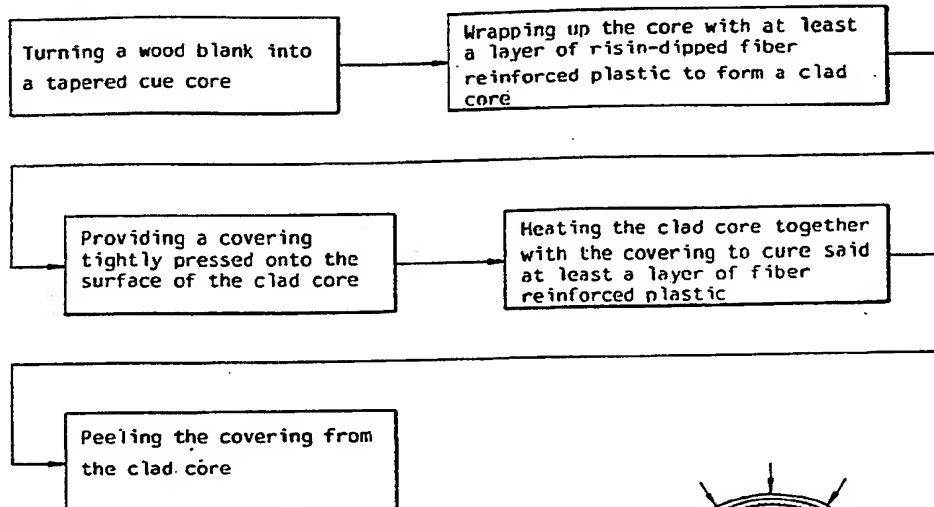 Turning a wood blank into
a tapered cue core
Wrapping up the core with at least
a layer of risin-dipped fiber
reinforced plastic to form a clad
core
Providing a covering
tightly pressed onto the
surface of the clad core
Heating the clad core together
with the covering to cure said
at least a layer of fiber
reinforced plastic
Peeling the covering from
the clad core